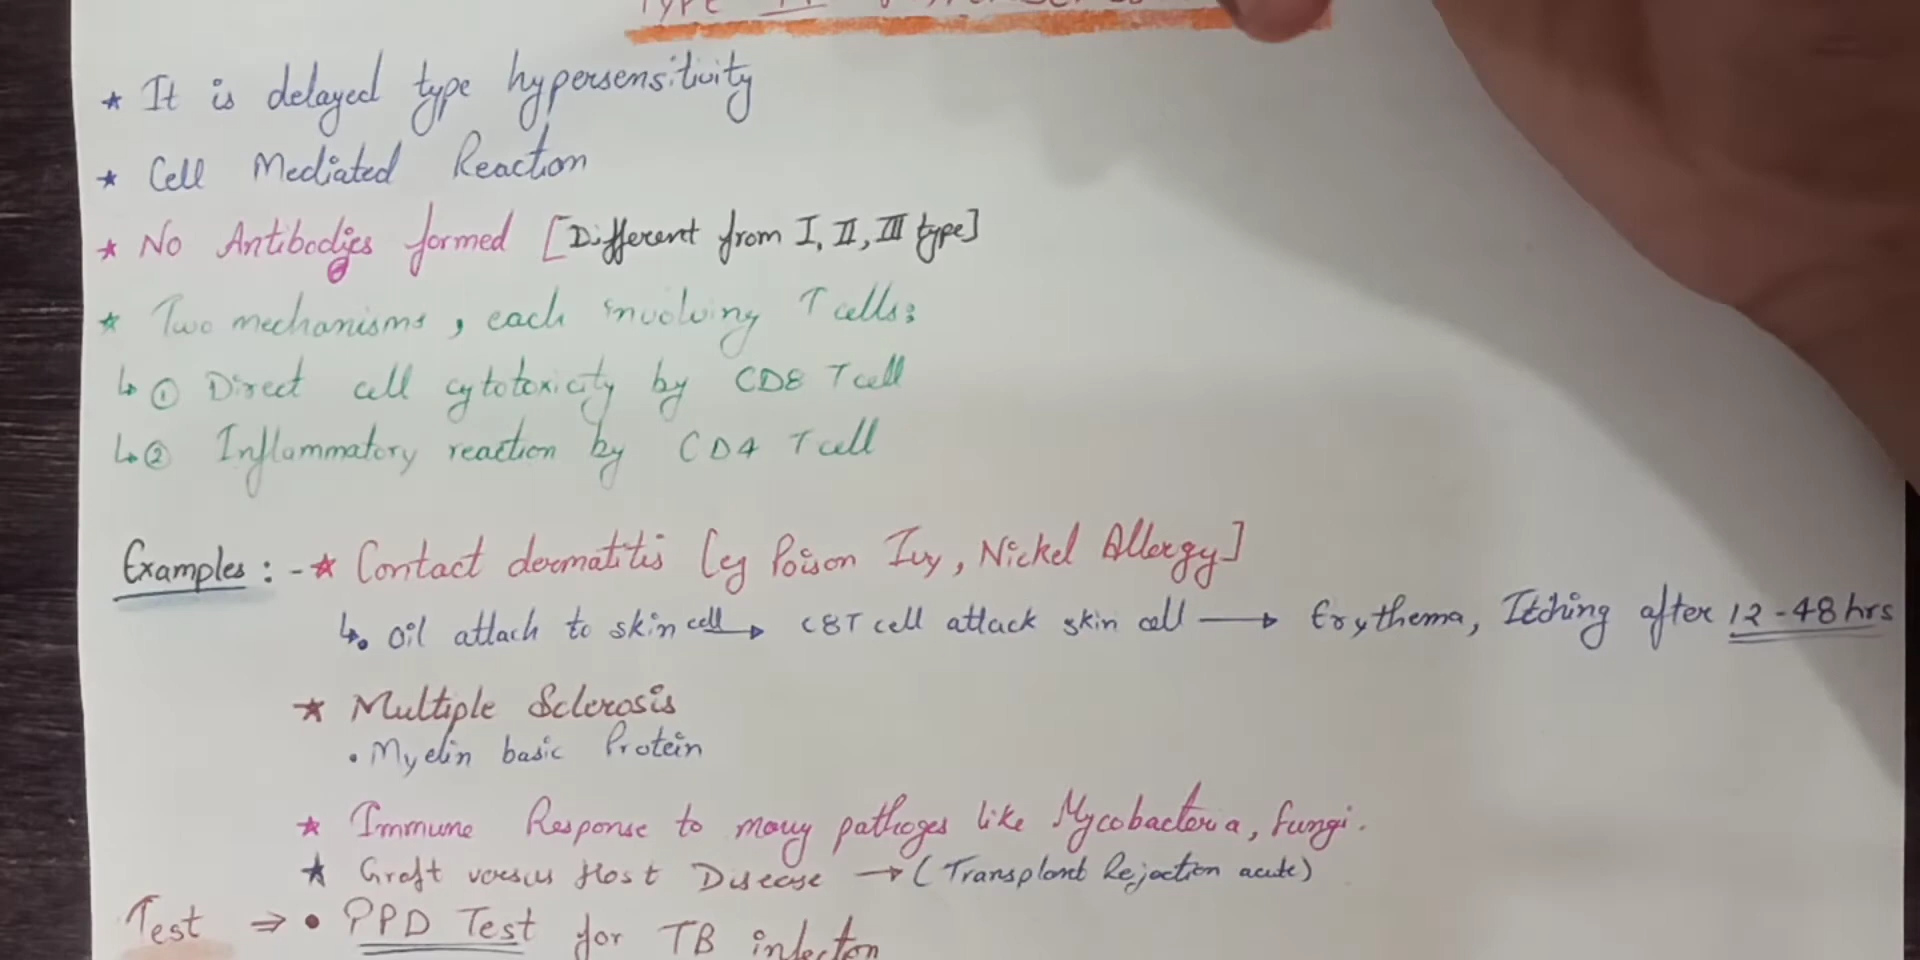 Type IV
★ It is delayed type hypersensitivity
★ Cell Mediated Reaction
★ No Antibodies formed [Different from I, II, III type]
★ Two mechanisms, each involving T cells:
↳ ① Direct cell cytotoxicity by CD8 T cell
↳ ② Inflammatory reaction by CD4 T cell
Examples : - ★ Contact dermatitis [eg Poison Ivy, Nickel Allergy]
↳• Oil attach to skin cell → C8T cell attack skin cell → Erythema, Itching after 12-48 hrs
★ Multiple Sclerosis
• Myelin basic Protein
★ Immune Response to many pathoges like Mycobacteria, fungi.
★ Graft versus Host Disease → (Transplant Rejection acute)
Test ⇒ • PPD Test for TB infecton